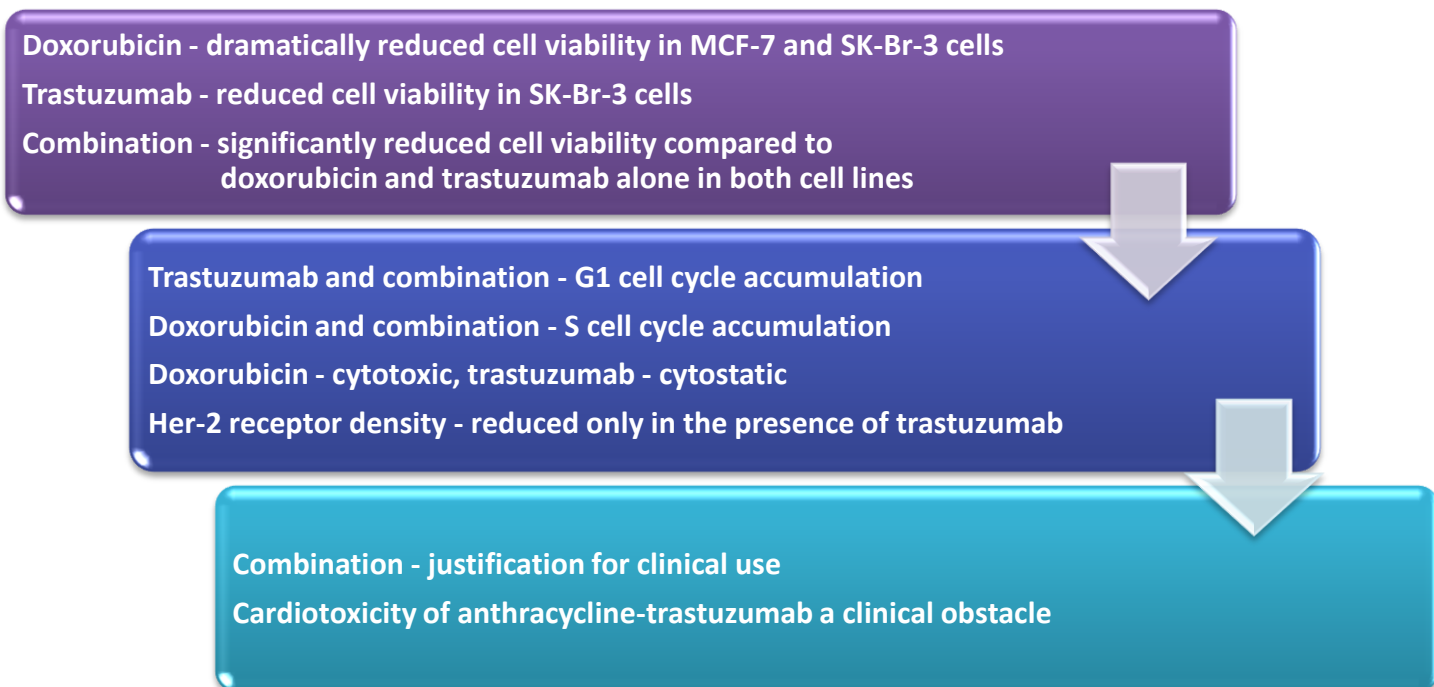 Doxorubicin - dramatically reduced cell viability in MCF-7 and SK-Br-3 cells
Trastuzumab - reduced cell viability in SK-Br-3 cells
Combination - significantly reduced cell viability compared to
doxorubicin and trastuzumab alone in both cell lines
Trastuzumab and combination - G1 cell cycle accumulation
Doxorubicin and combination - S cell cycle accumulation
Doxorubicin - cytotoxic, trastuzumab - cytostatic
Her-2 receptor density - reduced only in the presence of trastuzumab
Combination - justification for clinical use
Cardiotoxicity of anthracycline-trastuzumab a clinical obstacle